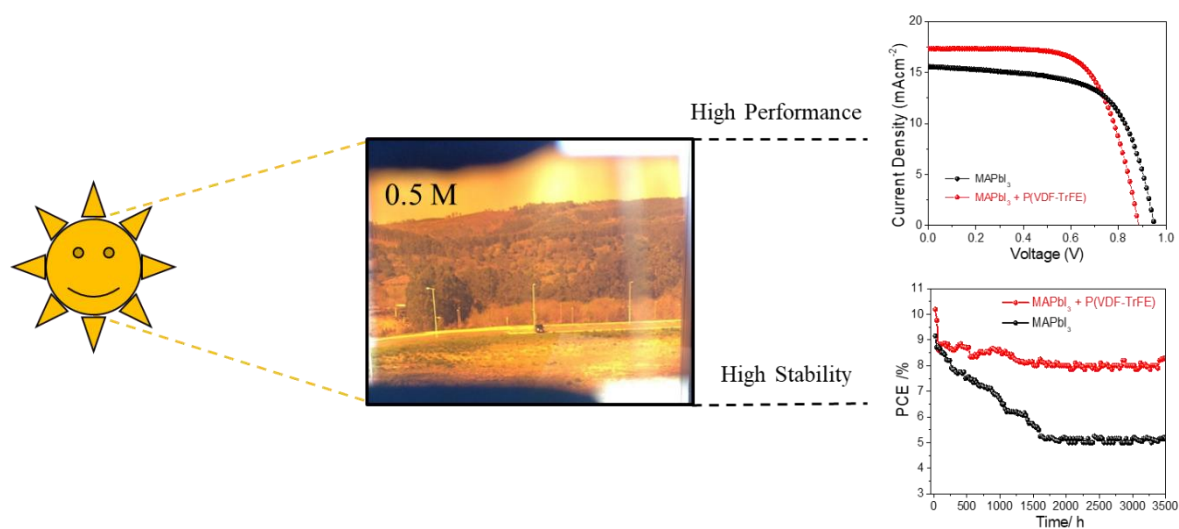 High Performance
0.5 M
High Stability
20
15
10
5
0
Current Density (mAcm⁻²)
MAPbI₃
MAPbI₃ + P(VDF-TrFE)
0.0 0.2 0.4 0.6 0.8 1.0
Voltage (V)
11
10
9
8
7
6
5
4
3
PCE /%
MAPbI₃ + P(VDF-TrFE)
MAPbI₃
0 500 1000 1500 2000 2500 3000 3500
Time/ h